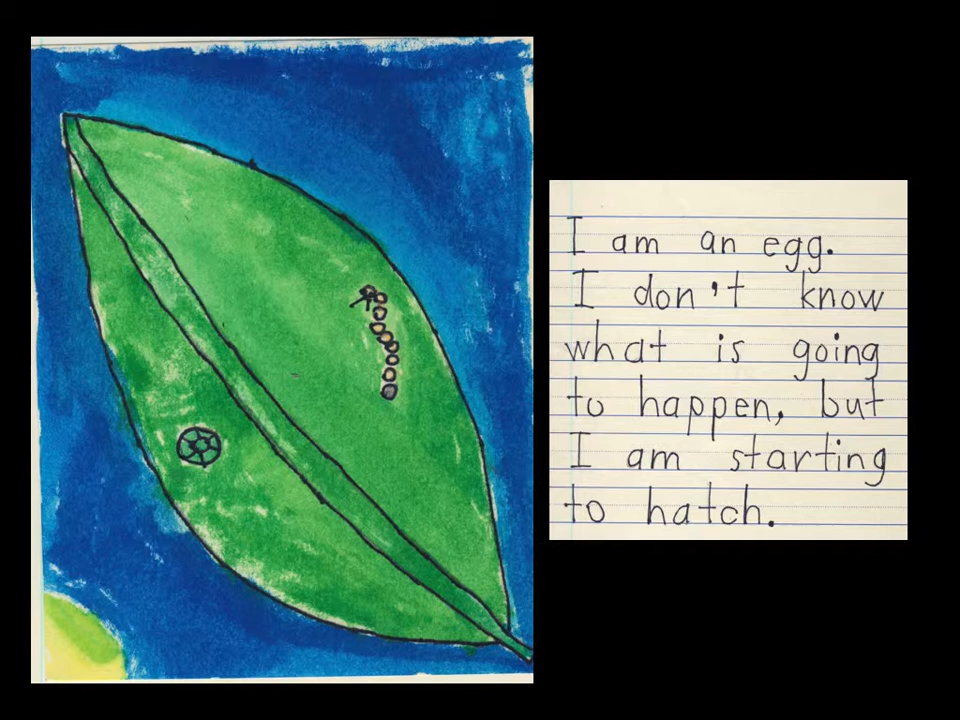 I am an egg.
I don't know
what is going
to happen, but
I am starting
to hatch.